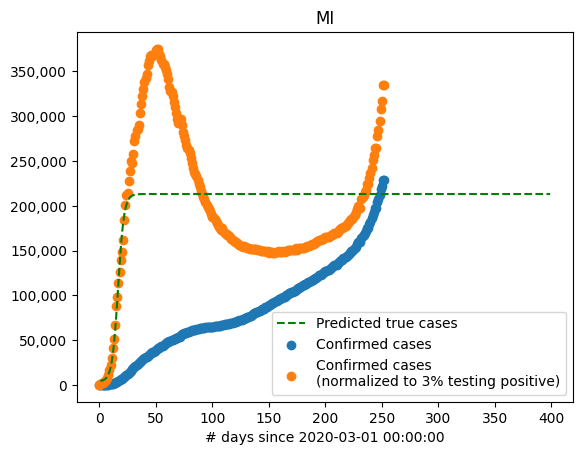 MI
350,000
300,000
250,000
200,000
150,000
100,000
50,000
0
Predicted true cases
Confirmed cases
Confirmed cases
(normalized to 3% testing positive)
0 50 100 150 200 250 300 350 400
# days since 2020-03-01 00:00:00